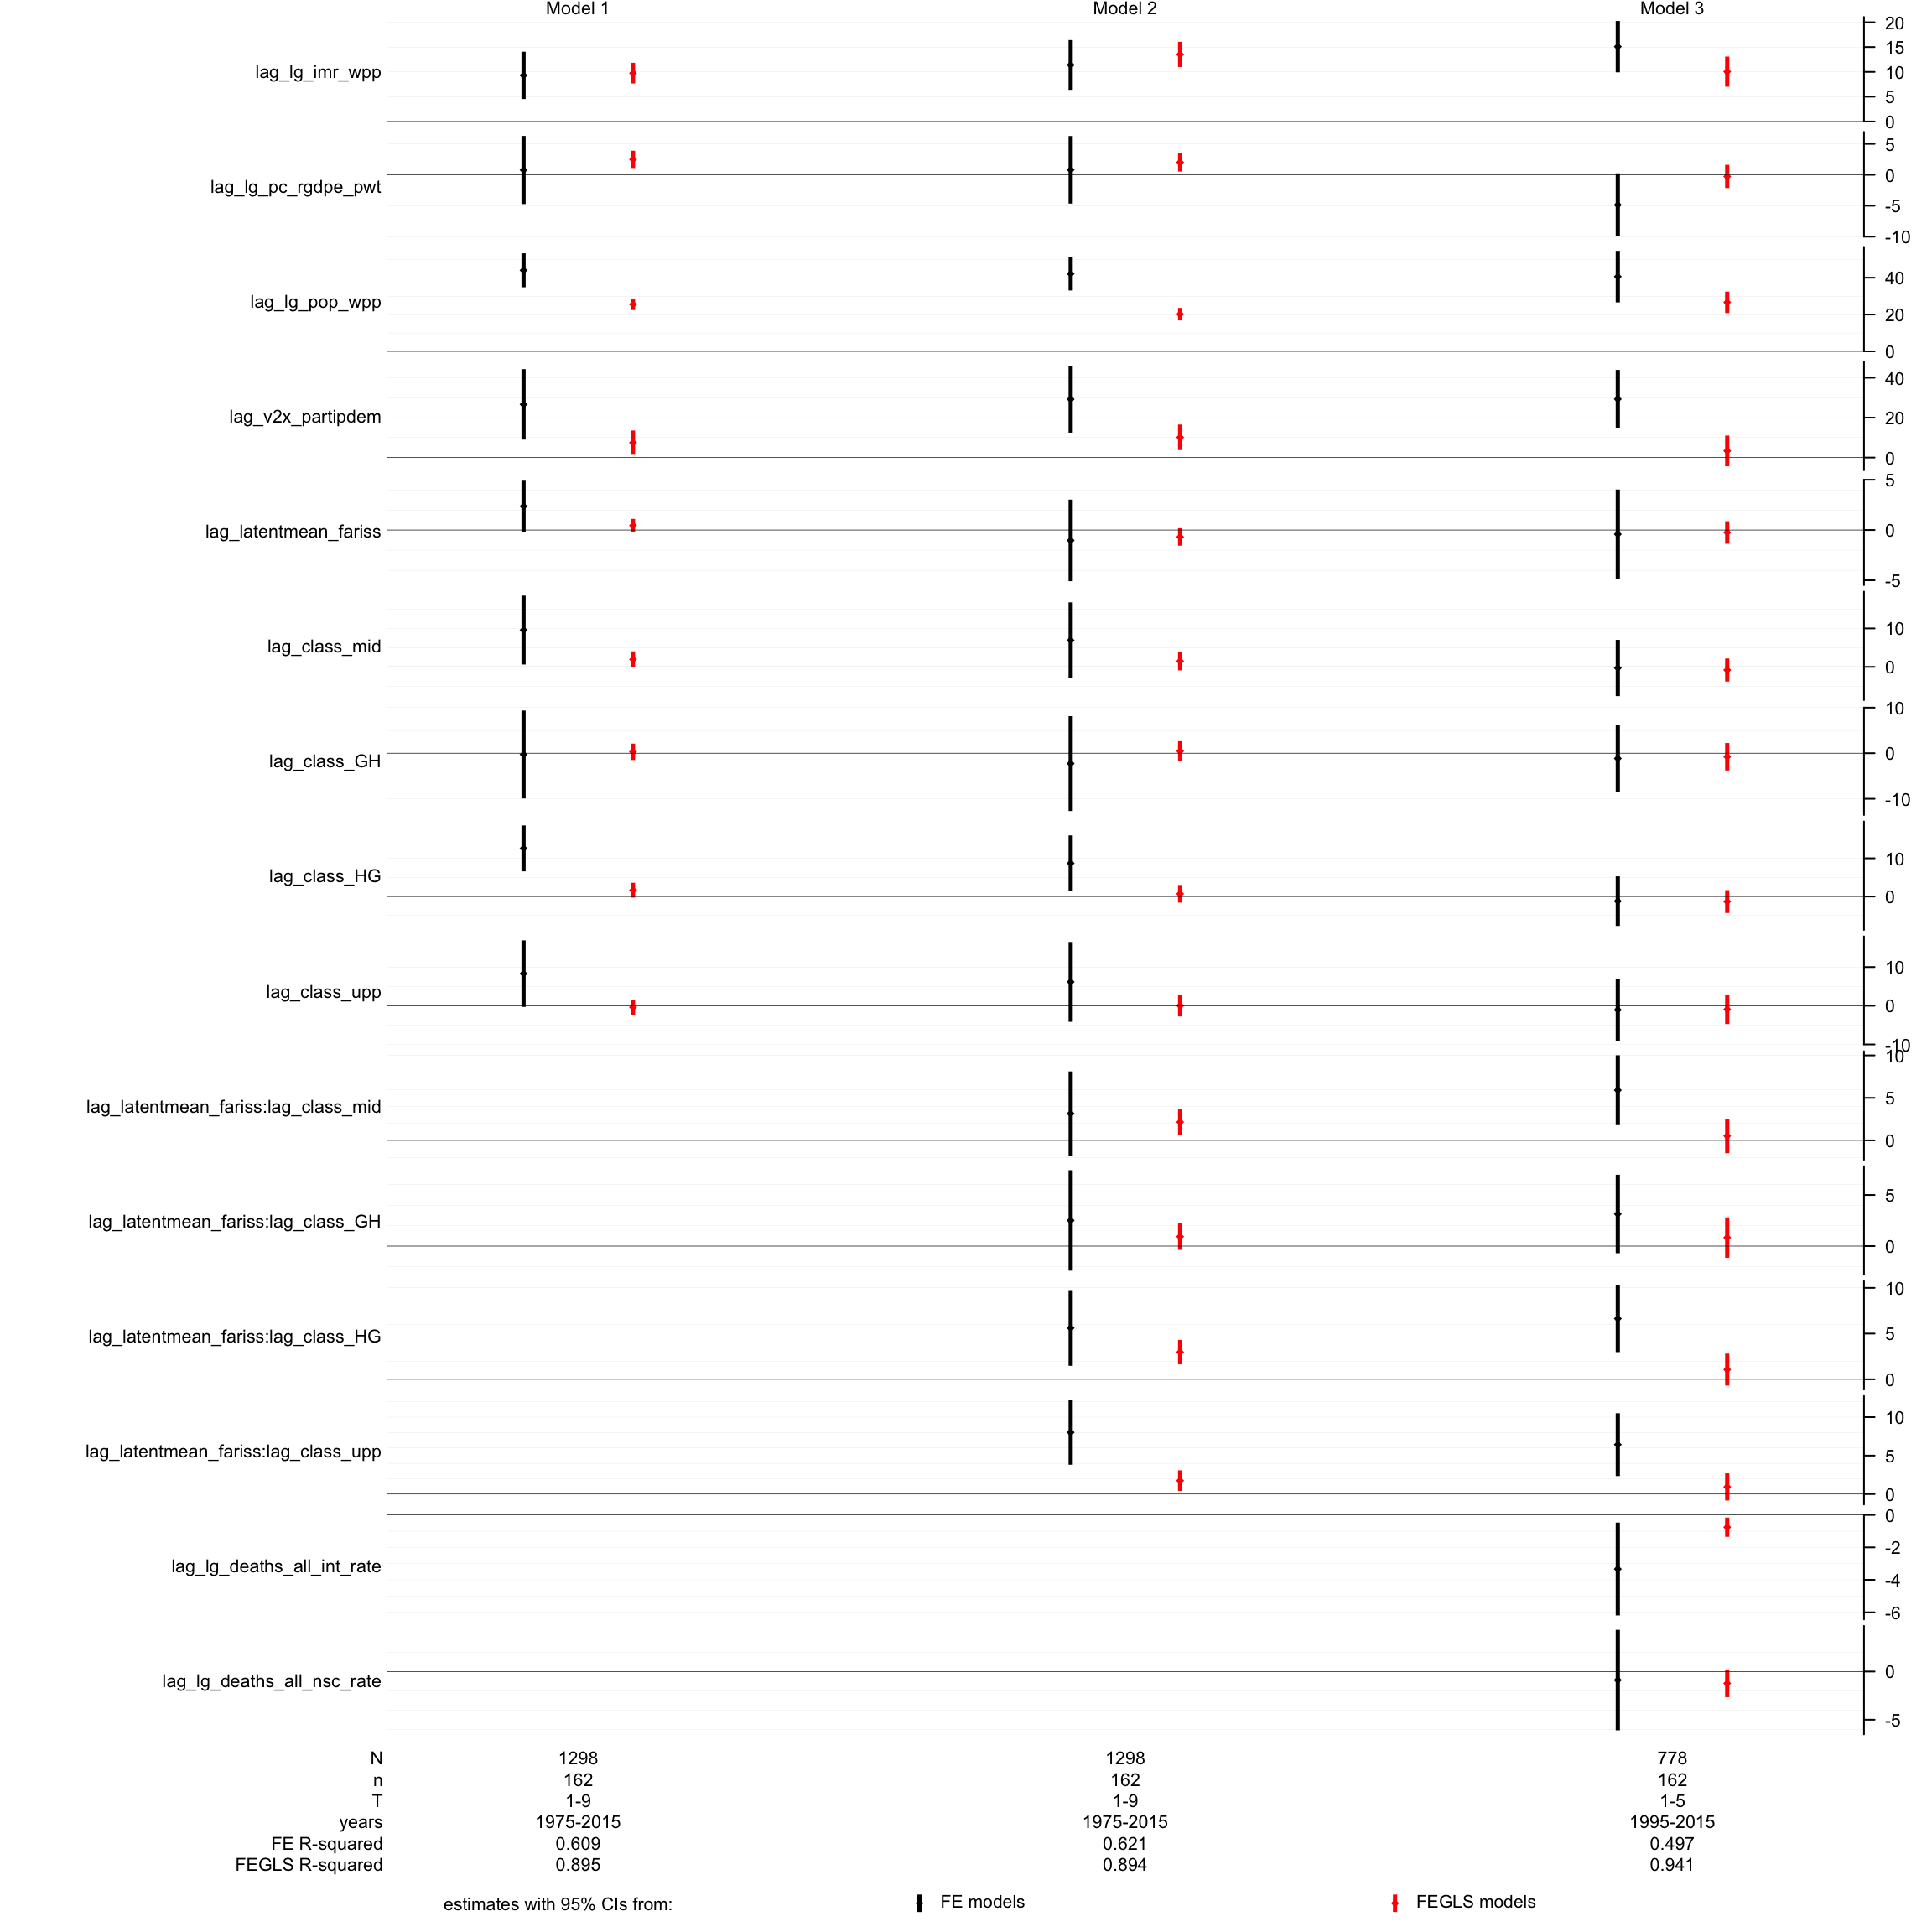 Model 1 Model 2 Model 3
lag_lg_imr_wpp
20
15
10
5
0
lag_lg_pc_rgdpe_pwt
5
0
-5
-10
lag_lg_pop_wpp
40
20
0
lag_v2x_partipdem
40
20
0
lag_latentmean_fariss
5
0
-5
lag_class_mid
10
0
lag_class_GH
10
0
-10
lag_class_HG
10
0
lag_class_upp
10
0
-10
lag_latentmean_fariss:lag_class_mid
10
5
0
lag_latentmean_fariss:lag_class_GH
5
0
lag_latentmean_fariss:lag_class_HG
10
5
0
lag_latentmean_fariss:lag_class_upp
10
5
0
lag_lg_deaths_all_int_rate
0
-2
-4
-6
lag_lg_deaths_all_nsc_rate
0
-5
N 1298 1298 778
n 162 162 162
T 1-9 1-9 1-5
years 1975-2015 1975-2015 1995-2015
FE R-squared 0.609 0.621 0.497
FEGLS R-squared 0.895 0.894 0.941
estimates with 95% CIs from: FE models FEGLS models